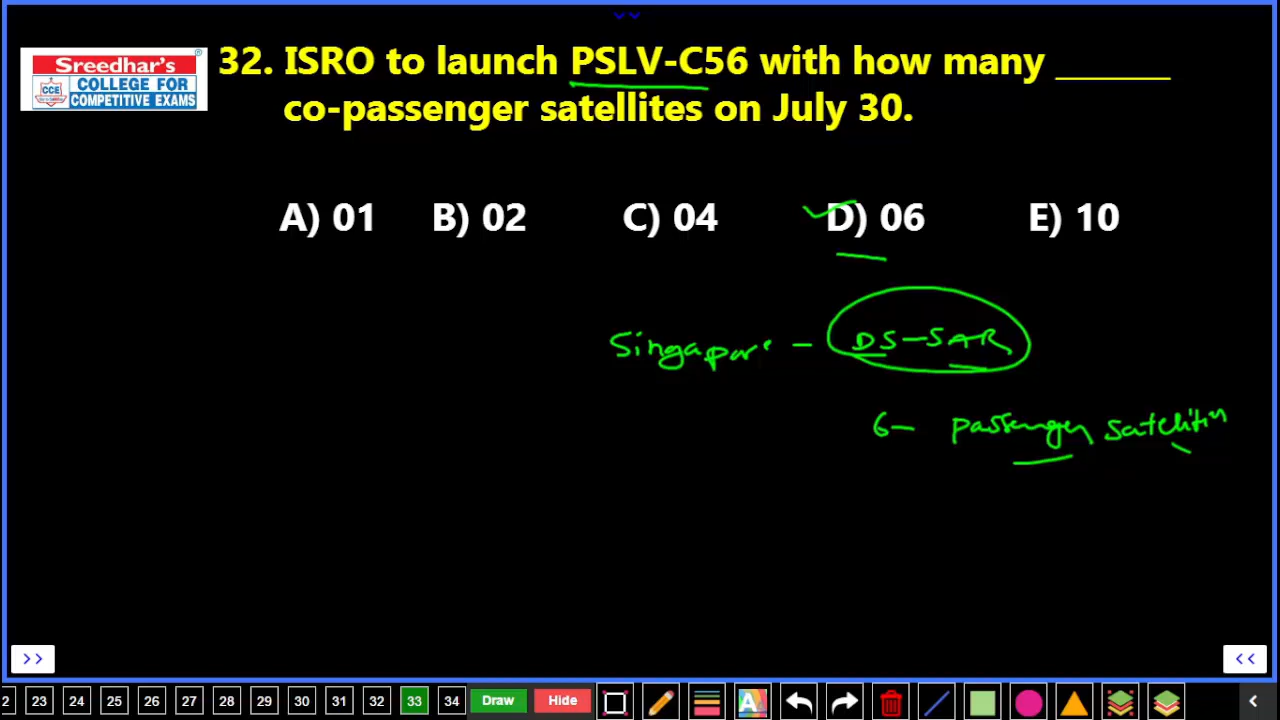 32. ISRO to launch PSLV-C56 with how many _______
co-passenger satellites on July 30.
Sreedhar's
®
CCE
COLLEGE FOR
COMPETITIVE EXAMS
A) 01 B) 02 C) 04 D) 06 E) 10
Singapore - DS-SAR
6- passenger satellites
>> <<
2 23 24 25 26 27 28 29 30 31 32 33 34 Draw Hide A <